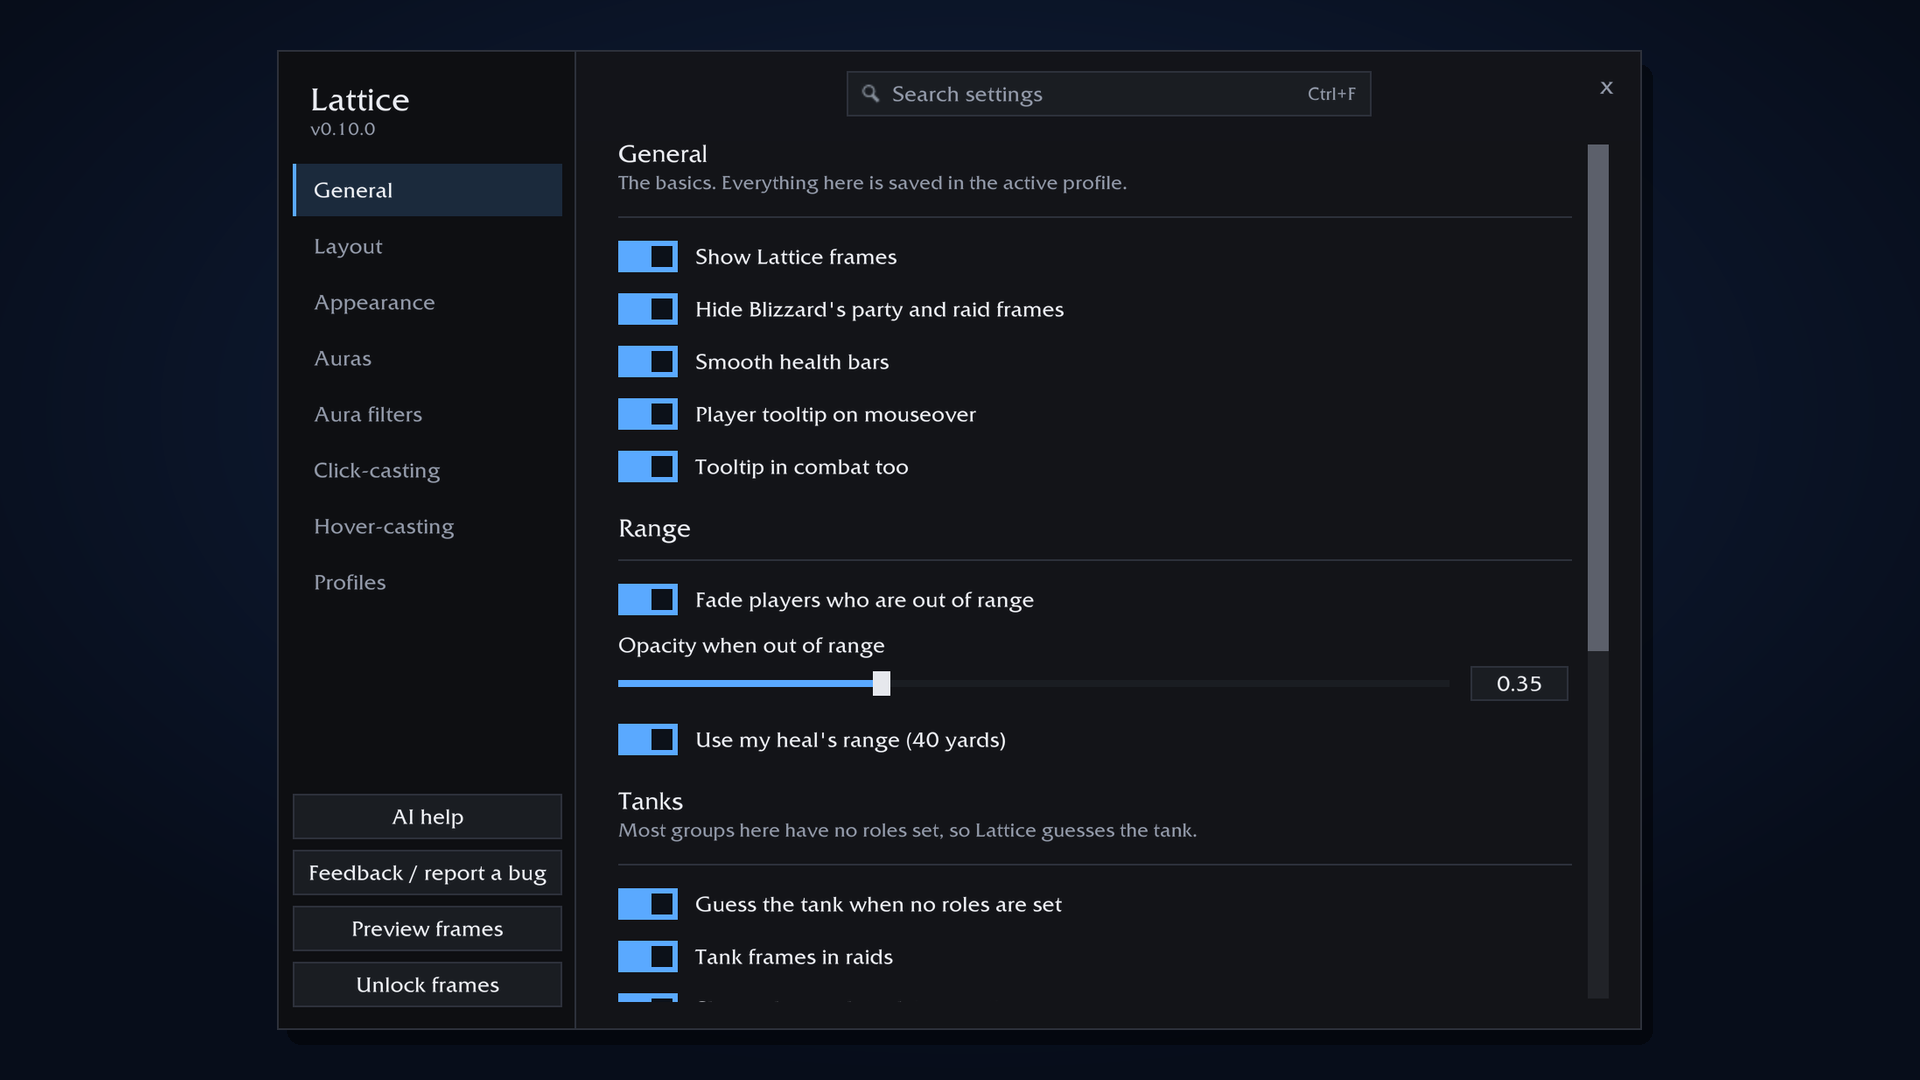 Lattice
v0.10.0
General
Layout
Appearance
Auras
Aura filters
Click-casting
Hover-casting
Profiles
AI help
Feedback / report a bug
Preview frames
Unlock frames
Search settings
Ctrl+F
X
General
The basics. Everything here is saved in the active profile.
Show Lattice frames
Hide Blizzard's party and raid frames
Smooth health bars
Player tooltip on mouseover
Tooltip in combat too
Range
Fade players who are out of range
Opacity when out of range
0.35
Use my heal's range (40 yards)
Tanks
Most groups here have no roles set, so Lattice guesses the tank.
Guess the tank when no roles are set
Tank frames in raids